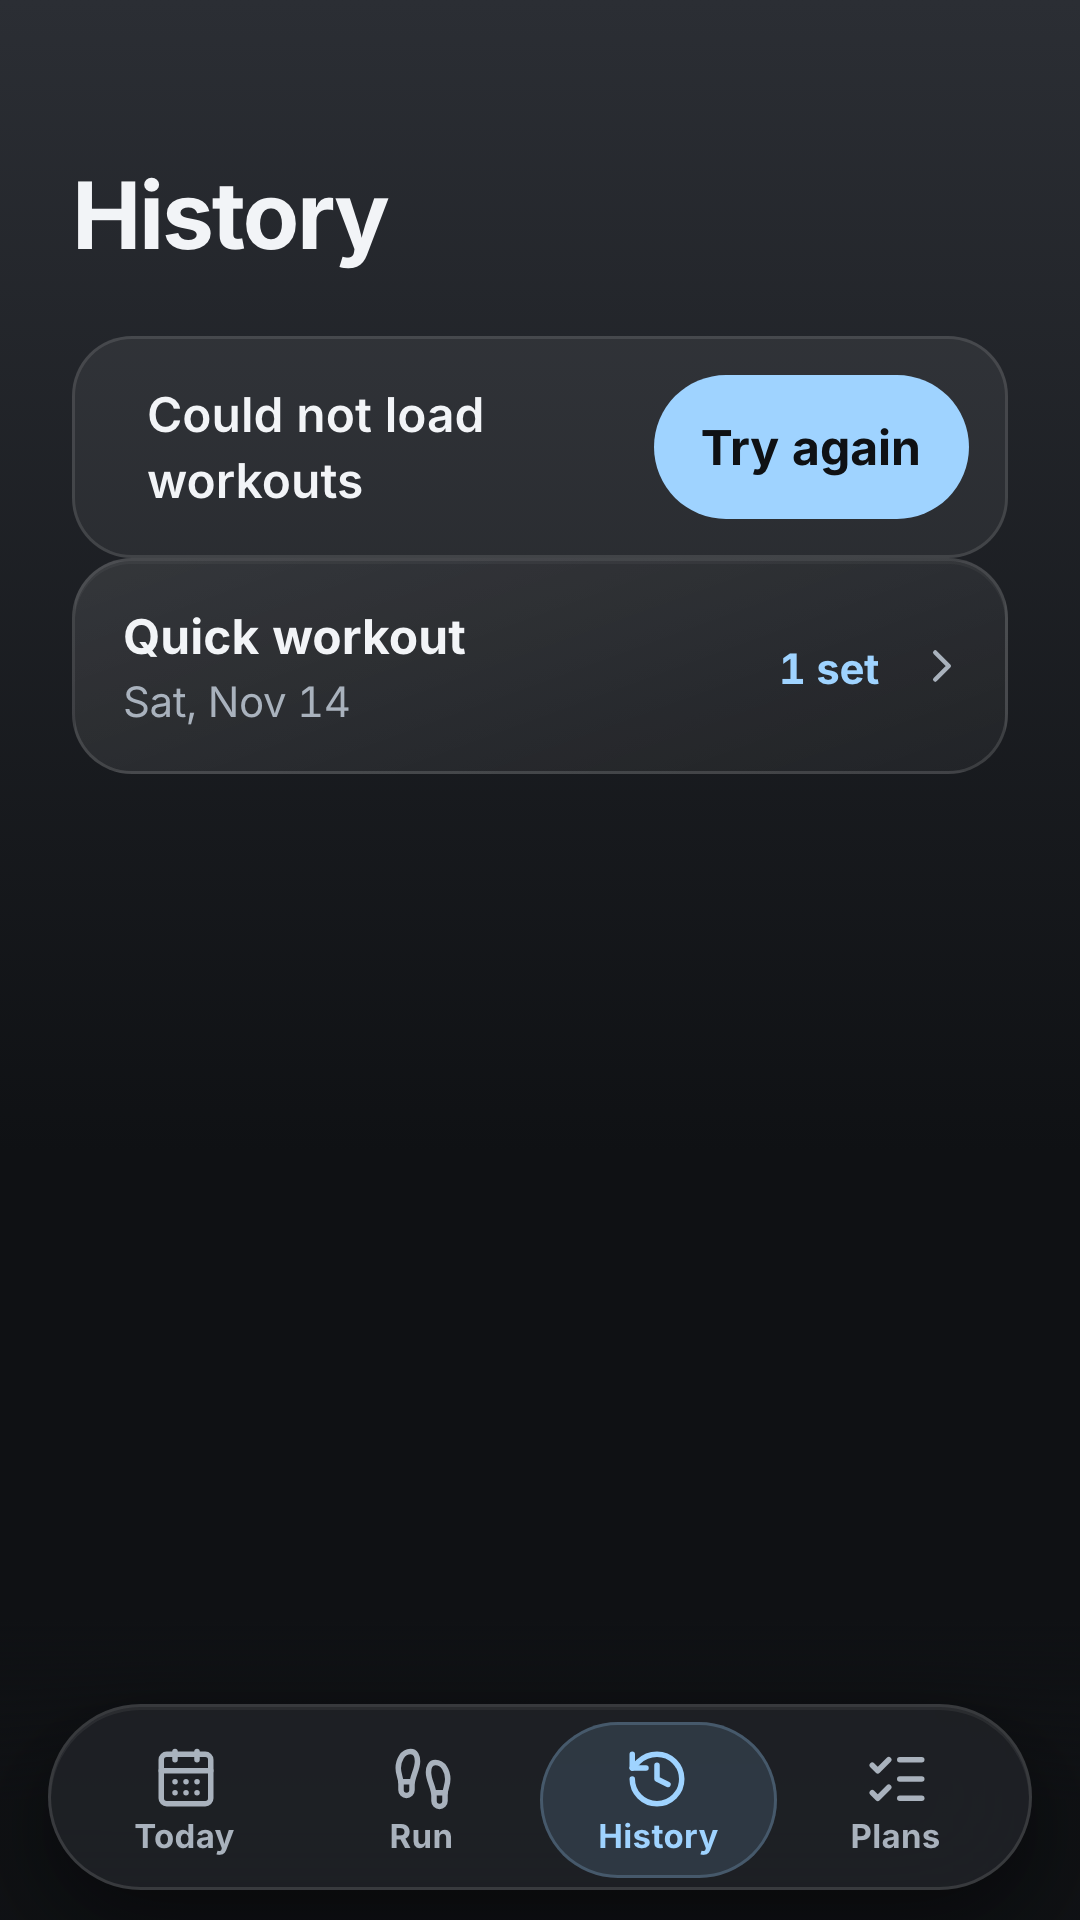 History
Could not load
workouts
Try again
Quick workout
Sat, Nov 14
1 set
Today
Run
History
Plans